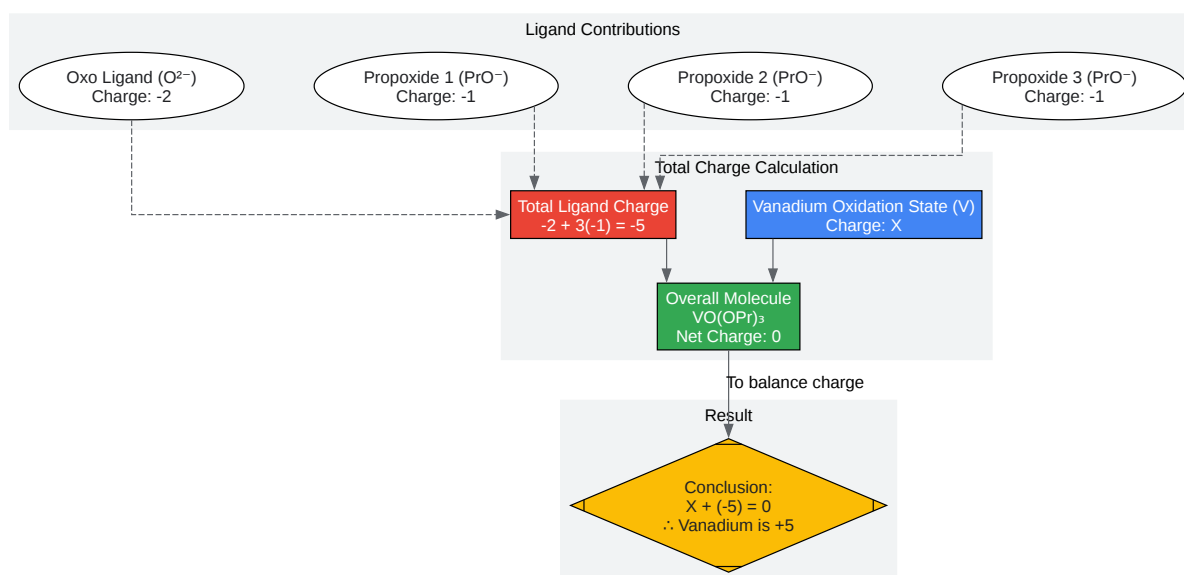 Ligand Contributions
Oxo Ligand (O²⁻)
Charge: -2
Propoxide 1 (PrO⁻)
Charge: -1
Propoxide 2 (PrO⁻)
Charge: -1
Propoxide 3 (PrO⁻)
Charge: -1
Total Charge Calculation
Total Ligand Charge
-2 + 3(-1) = -5
Vanadium Oxidation State (V)
Charge: X
Overall Molecule
VO(OPr)₃
Net Charge: 0
To balance charge
Result
Conclusion:
X + (-5) = 0
∴ Vanadium is +5